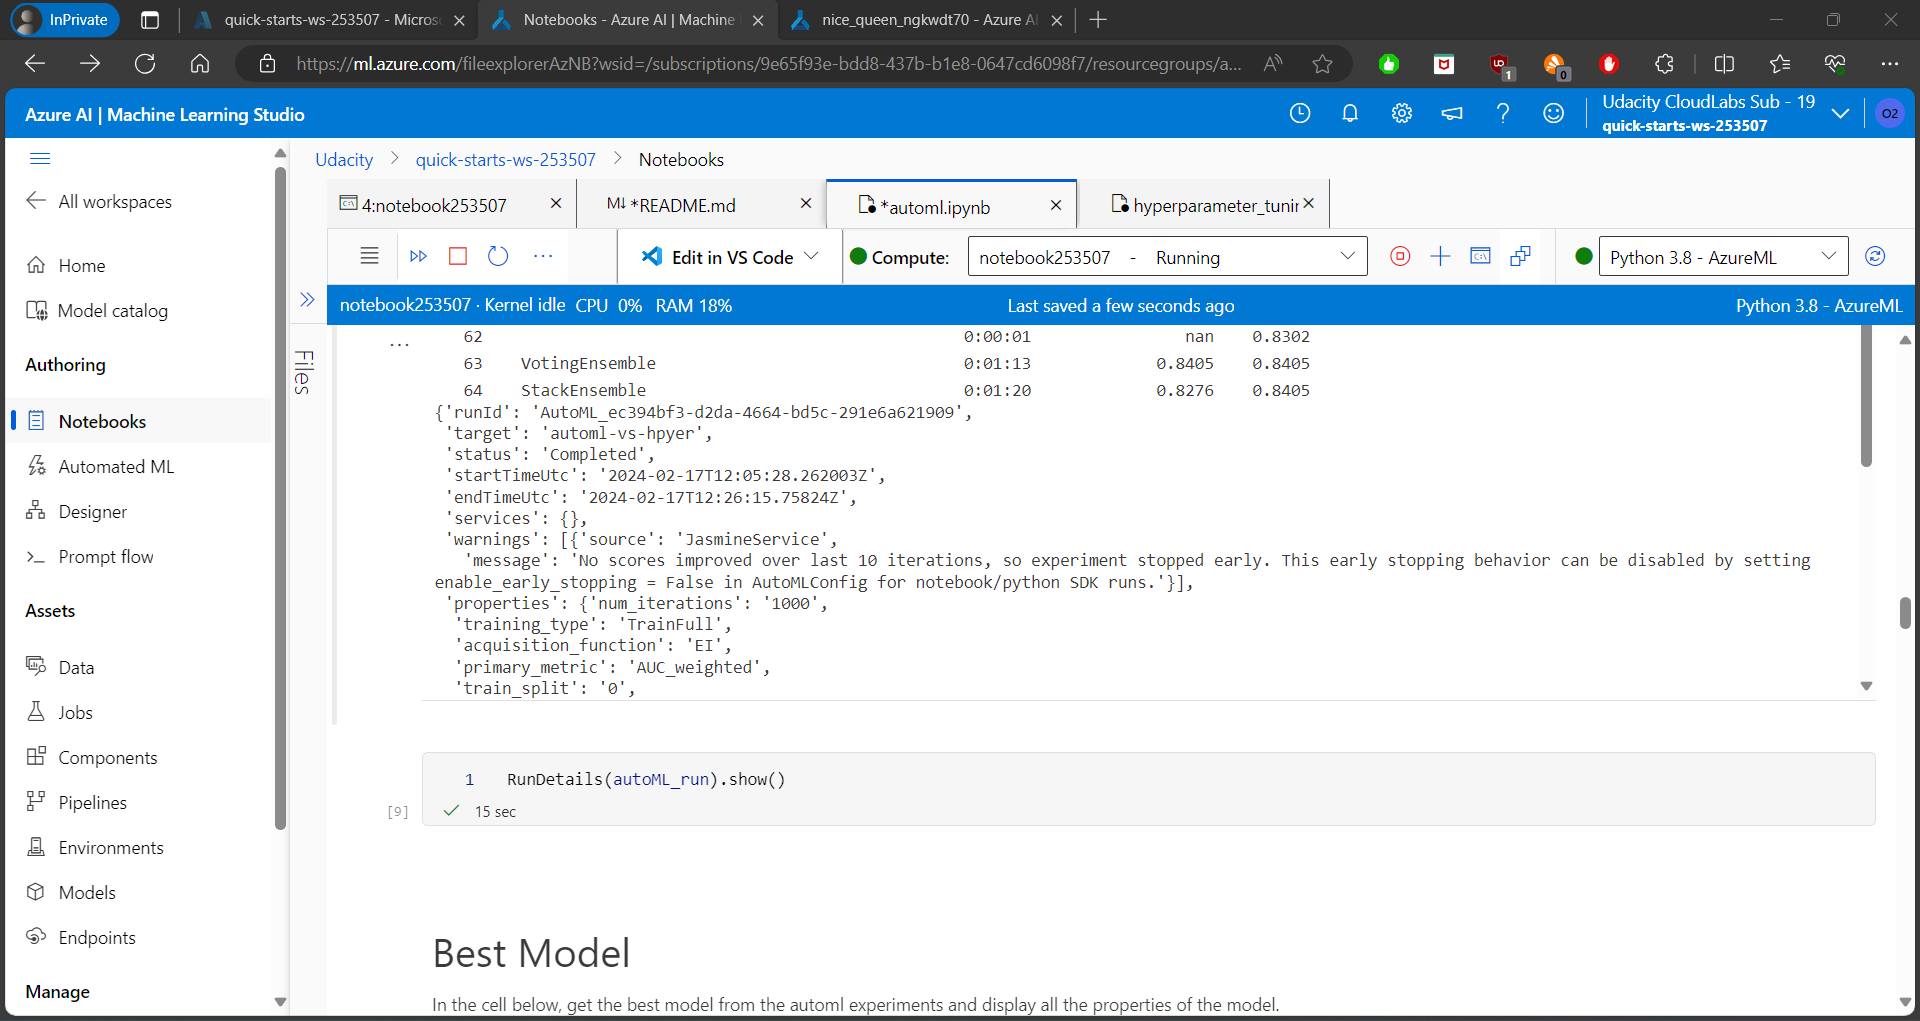 InPrivate
quick-starts-ws-253507 - Micros
Notebooks - Azure AI | Machine
nice_queen_ngkwdt70 - Azure AI
https://ml.azure.com/fileexplorerAzNB?wsid=/subscriptions/9e65f93e-bdd8-437b-b1e8-0647cd6098f7/resourcegroups/a...
1
0
Azure AI | Machine Learning Studio
Udacity CloudLabs Sub - 19
quick-starts-ws-253507
O2
All workspaces
Home
Model catalog
Authoring
Notebooks
Automated ML
Designer
Prompt flow
Assets
Data
Jobs
Components
Pipelines
Environments
Models
Endpoints
Manage
Udacity > quick-starts-ws-253507 > Notebooks
4:notebook253507
M↓ *README.md
*automl.ipynb
hyperparameter_tunir
Edit in VS Code
Compute:
notebook253507 - Running
Python 3.8 - AzureML
notebook253507 · Kernel idle CPU 0% RAM 18%
Last saved a few seconds ago
Python 3.8 - AzureML
Files
...
62 0:00:01 nan 0.8302
63 VotingEnsemble 0:01:13 0.8405 0.8405
64 StackEnsemble 0:01:20 0.8276 0.8405
{'runId': 'AutoML_ec394bf3-d2da-4664-bd5c-291e6a621909',
'target': 'automl-vs-hpyer',
'status': 'Completed',
'startTimeUtc': '2024-02-17T12:05:28.262003Z',
'endTimeUtc': '2024-02-17T12:26:15.75824Z',
'services': {},
'warnings': [{'source': 'JasmineService',
'message': 'No scores improved over last 10 iterations, so experiment stopped early. This early stopping behavior can be disabled by setting
enable_early_stopping = False in AutoMLConfig for notebook/python SDK runs.'}],
'properties': {'num_iterations': '1000',
'training_type': 'TrainFull',
'acquisition_function': 'EI',
'primary_metric': 'AUC_weighted',
'train_split': '0',
1 RunDetails(autoML_run).show()
[9] 15 sec
Best Model
In the cell below, get the best model from the automl experiments and display all the properties of the model.